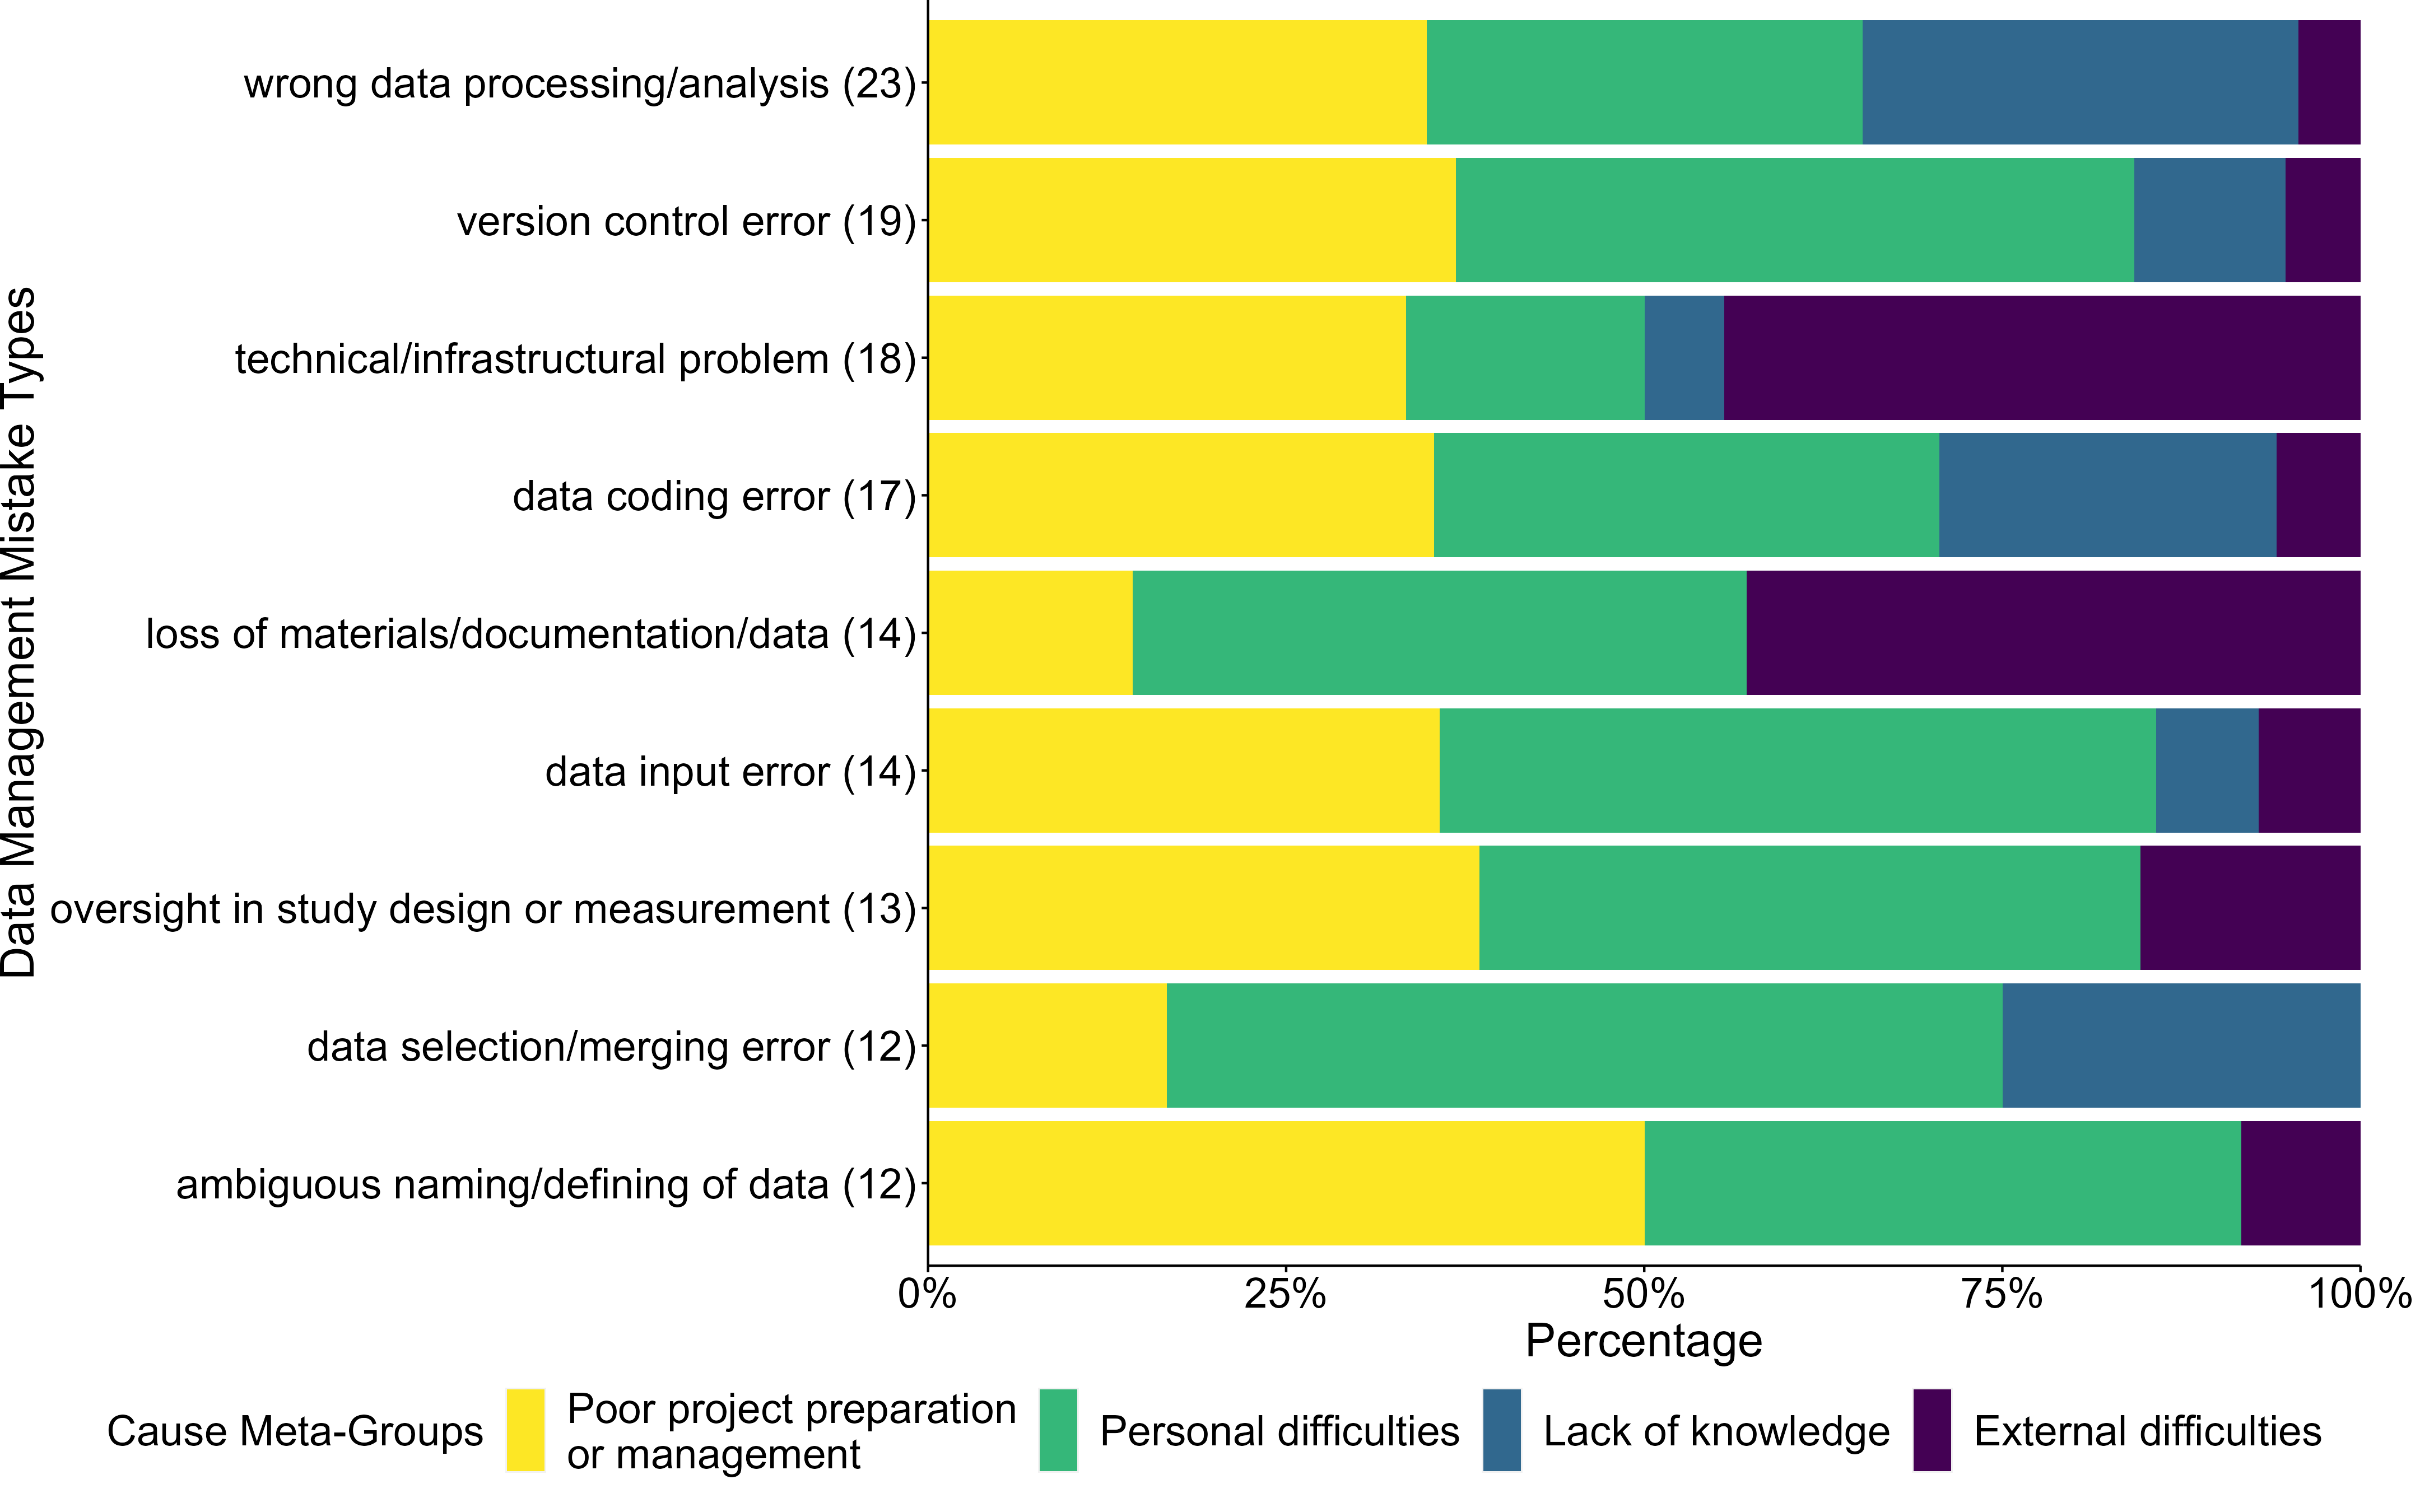 Data Management Mistake Types
wrong data processing/analysis (23)
version control error (19)
technical/infrastructural problem (18)
data coding error (17)
loss of materials/documentation/data (14)
data input error (14)
oversight in study design or measurement (13)
data selection/merging error (12)
ambiguous naming/defining of data (12)
0% 25% 50% 75% 100%
Percentage
Cause Meta-Groups
Poor project preparation
or management
Personal difficulties
Lack of knowledge
External difficulties